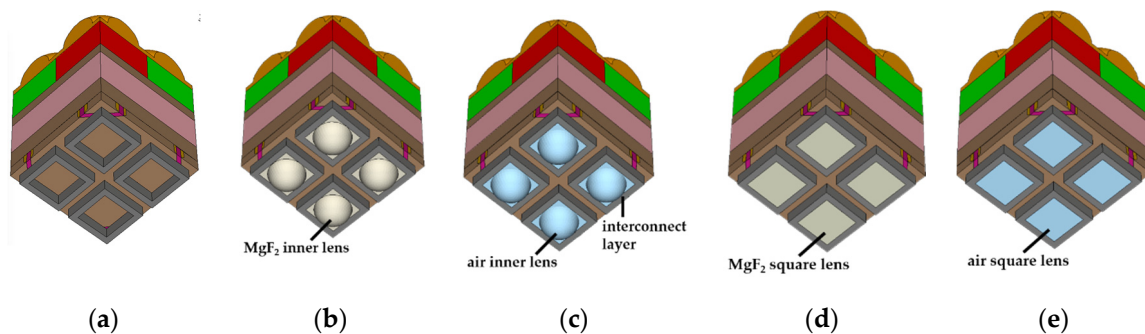 MgF₂ inner lens
air inner lens
interconnect
layer
MgF₂ square lens
air square lens
(a)
(b)
(c)
(d)
(e)